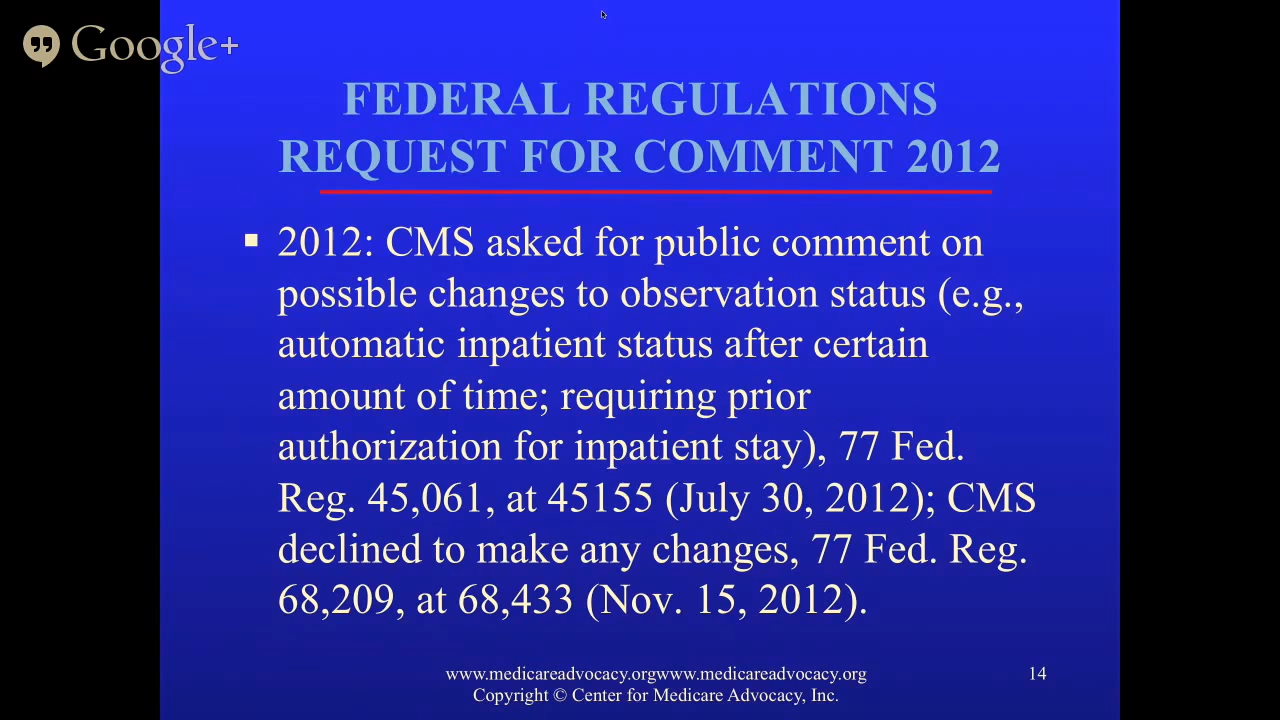 Google+
FEDERAL REGULATIONS
REQUEST FOR COMMENT 2012
▪ 2012: CMS asked for public comment on
possible changes to observation status (e.g.,
automatic inpatient status after certain
amount of time; requiring prior
authorization for inpatient stay), 77 Fed.
Reg. 45,061, at 45155 (July 30, 2012); CMS
declined to make any changes, 77 Fed. Reg.
68,209, at 68,433 (Nov. 15, 2012).
www.medicareadvocacy.orgwww.medicareadvocacy.org
Copyright © Center for Medicare Advocacy, Inc.
14